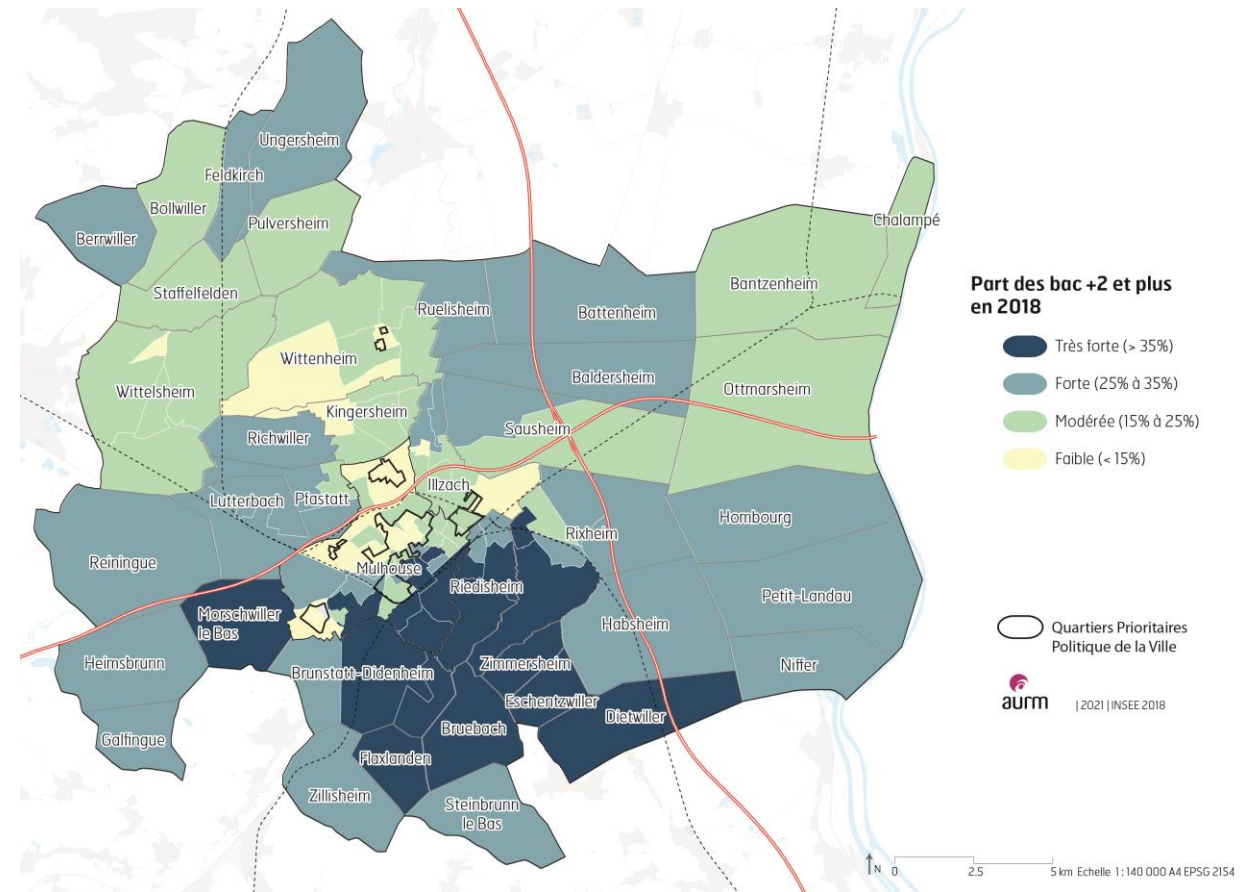 Ungersheim
Feldkirch
Bollwiller
Pulversheim
Berrwiller
Chalampé
Staffelfelden
Bantzenheim
Ruelisheim
Battenheim
Wittenheim
Wittelsheim
Baldersheim
Ottmarsheim
Kingersheim
Sausheim
Richwiller
Illzach
Lutterbach
Pfastatt
Hombourg
Rixheim
Reiningue
Mulhouse
Riedisheim
Petit-Landau
Morschwiller
le Bas
Habsheim
Heimsbrunn
Zimmersheim
Niffer
Brunstatt-Didenheim
Eschentzwiller
Dietwiller
Galfingue
Bruebach
Flaxlanden
Zillisheim
Steinbrunn
le Bas
Part des bac +2 et plus
en 2018
Très forte (> 35%)
Forte (25% à 35%)
Modérée (15% à 25%)
Faible (< 15%)
Quartiers Prioritaires
Politique de la Ville
aurm | 2021 | INSEE 2018
N 0 2.5 5 km Echelle 1 : 140 000 A4 EPSG 2154